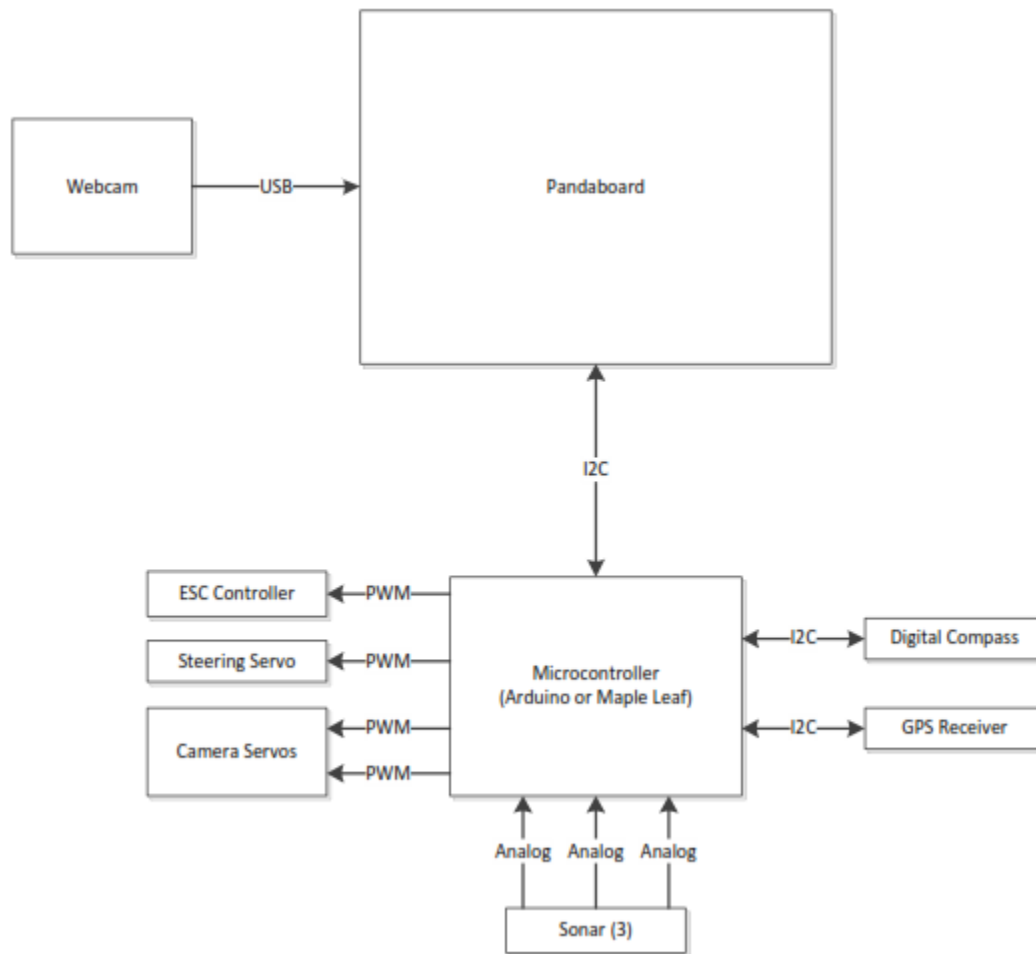 Webcam
USB
Pandaboard
I2C
ESC Controller
PWM
Steering Servo
PWM
Camera Servos
PWM
PWM
Microcontroller
(Arduino or Maple Leaf)
I2C
Digital Compass
I2C
GPS Receiver
Analog
Analog
Analog
Sonar (3)